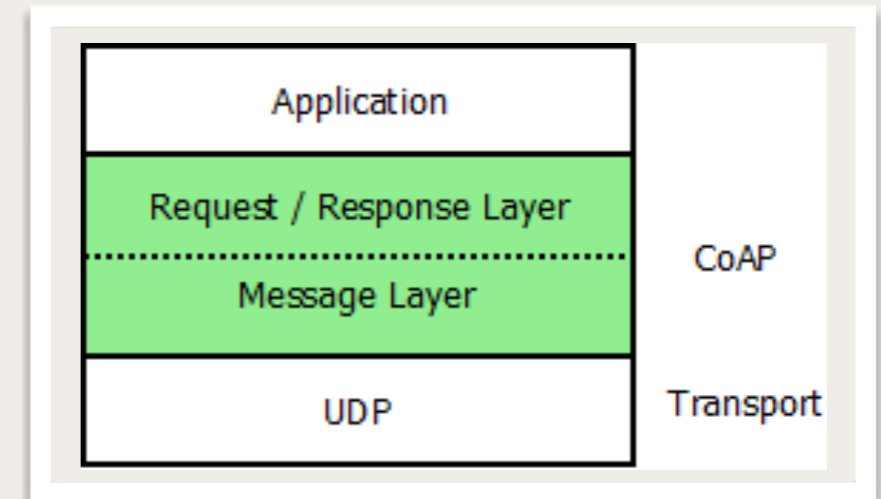 Application
Request / Response Layer
CoAP
Message Layer
UDP
Transport